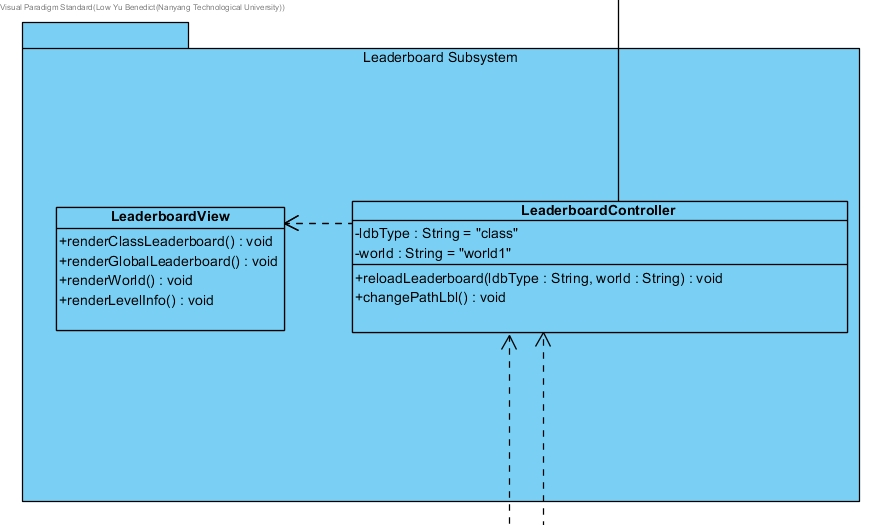 Visual Paradigm Standard(Low Yu Benedict(Nanyang Technological University))
Leaderboard Subsystem
LeaderboardView
+renderClassLeaderboard() : void
+renderGlobalLeaderboard() : void
+renderWorld() : void
+renderLevelInfo() : void
LeaderboardController
-ldbType : String = "class"
-world : String = "world1"
+reloadLeaderboard(ldbType : String, world : String) : void
+changePathLbl() : void